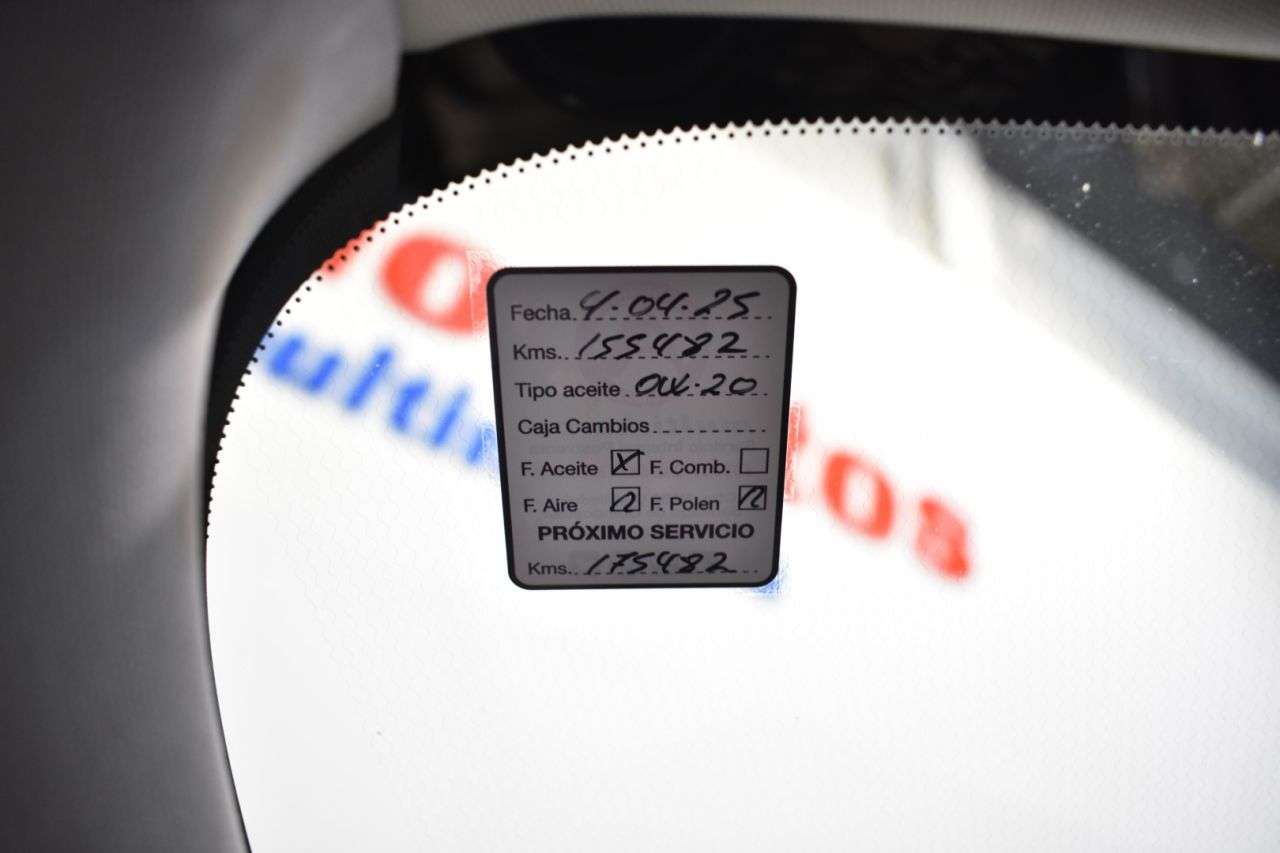 Fecha 4.04.25
Kms. 155482
Tipo aceite 0W.20
Caja Cambios
F. Aceite X F. Comb.
F. Aire n F. Polen n
PRÓXIMO SERVICIO
Kms. 175482